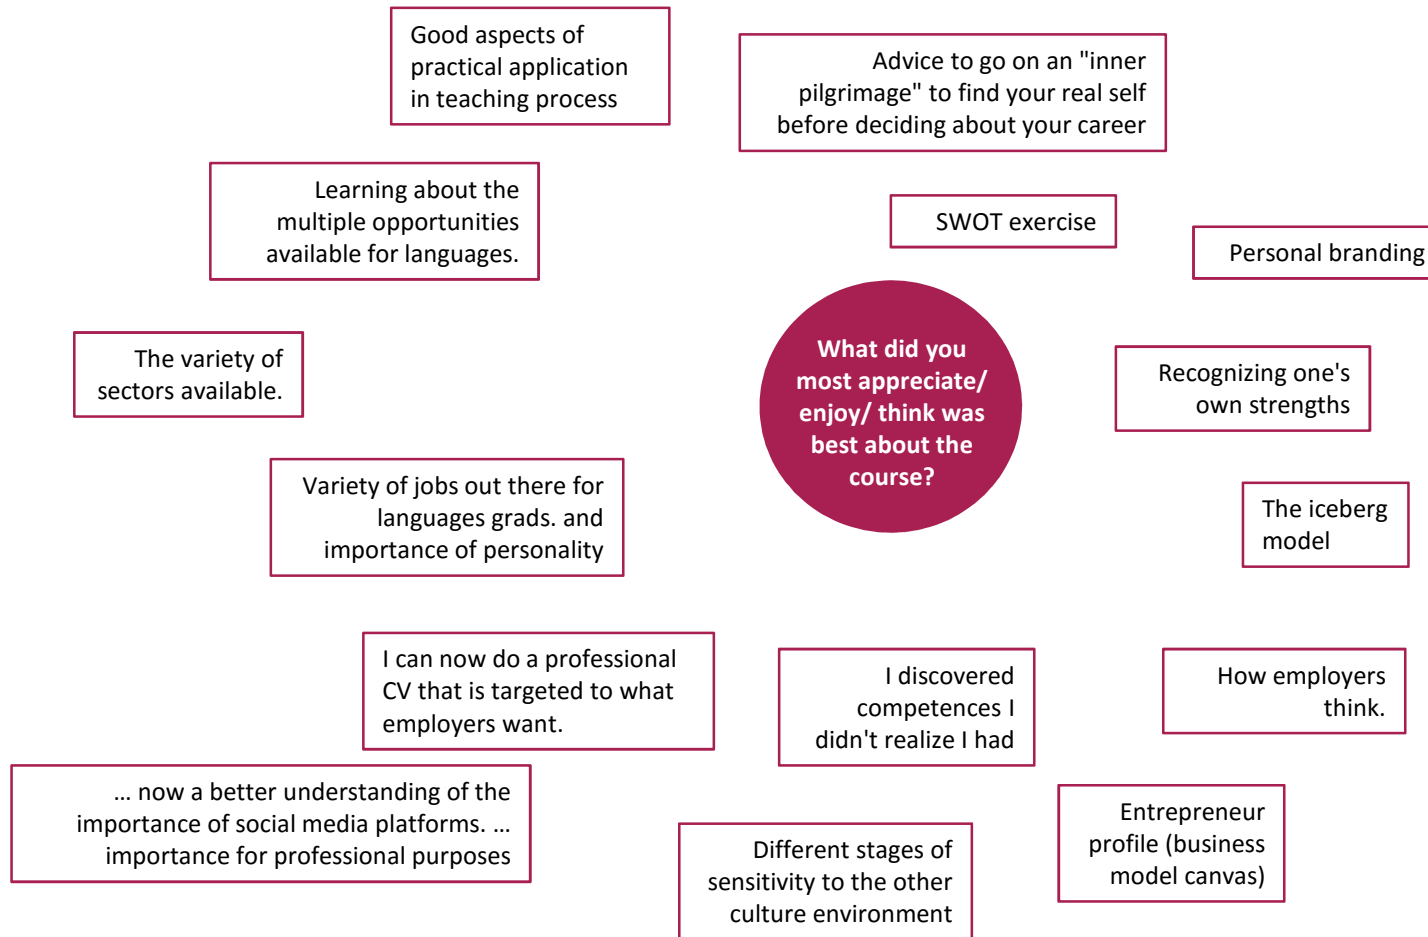 Good aspects of
practical application
in teaching process
Advice to go on an "inner
pilgrimage" to find your real self
before deciding about your career
Learning about the
multiple opportunities
available for languages.
SWOT exercise
Personal branding
The variety of
sectors available.
What did you
most appreciate/
enjoy/ think was
best about the
course?
Recognizing one's
own strengths
Variety of jobs out there for
languages grads. and
importance of personality
The iceberg
model
I can now do a professional
CV that is targeted to what
employers want.
I discovered
competences I
didn't realize I had
How employers
think.
... now a better understanding of the
importance of social media platforms. ...
importance for professional purposes
Different stages of
sensitivity to the other
culture environment
Entrepreneur
profile (business
model canvas)